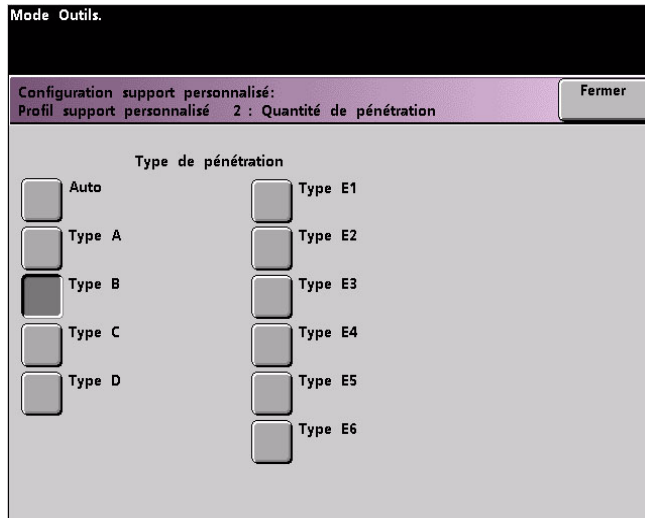 Mode Outils.
Configuration support personnalisé:
Profil support personnalisé 2 : Quantité de pénétration
Fermer
Type de pénétration
Auto
Type A
Type B
Type C
Type D
Type E1
Type E2
Type E3
Type E4
Type E5
Type E6